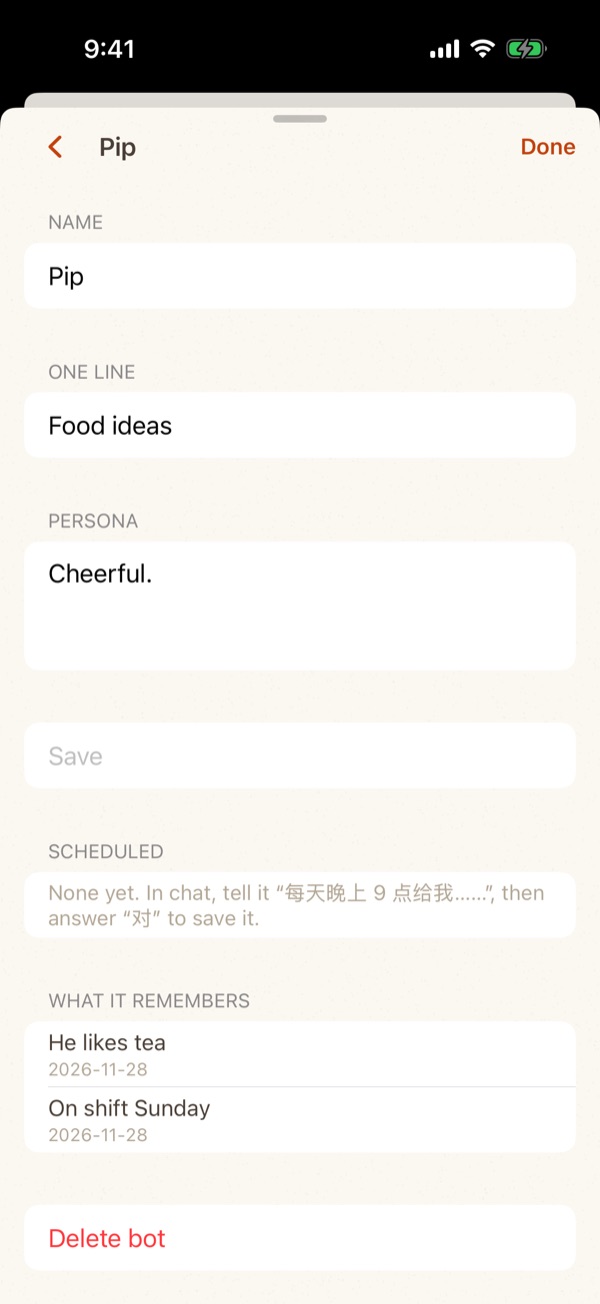 9:41
Pip
Done
NAME
Pip
ONE LINE
Food ideas
PERSONA
Cheerful.
Save
SCHEDULED
None yet. In chat, tell it “每天晚上 9 点给我……”, then
answer “对” to save it.
WHAT IT REMEMBERS
He likes tea
2026-11-28
On shift Sunday
2026-11-28
Delete bot